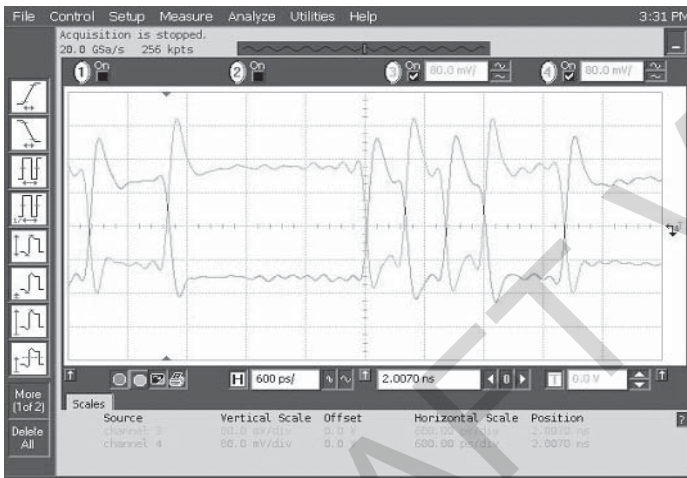 File Control Setup Measure Analyze Utilities Help 3:31 PM
Acquisition is stopped.
20.0 GSa/s 256 kpts
1 On 2 On 3 On 80.0 mV/ 4 On 80.0 mV/
H 600 ps/ 2.0070 ns 0 T 0.0 V
More
(1 of 2)
Delete
All
Scales
Source Vertical Scale Offset Horizontal Scale Position
channel 3 80.0 mV/div 0.0 V 2.0070 ns
channel 4 80.0 mV/div 0.0 V 600.00 ps/div 2.0070 ns
?